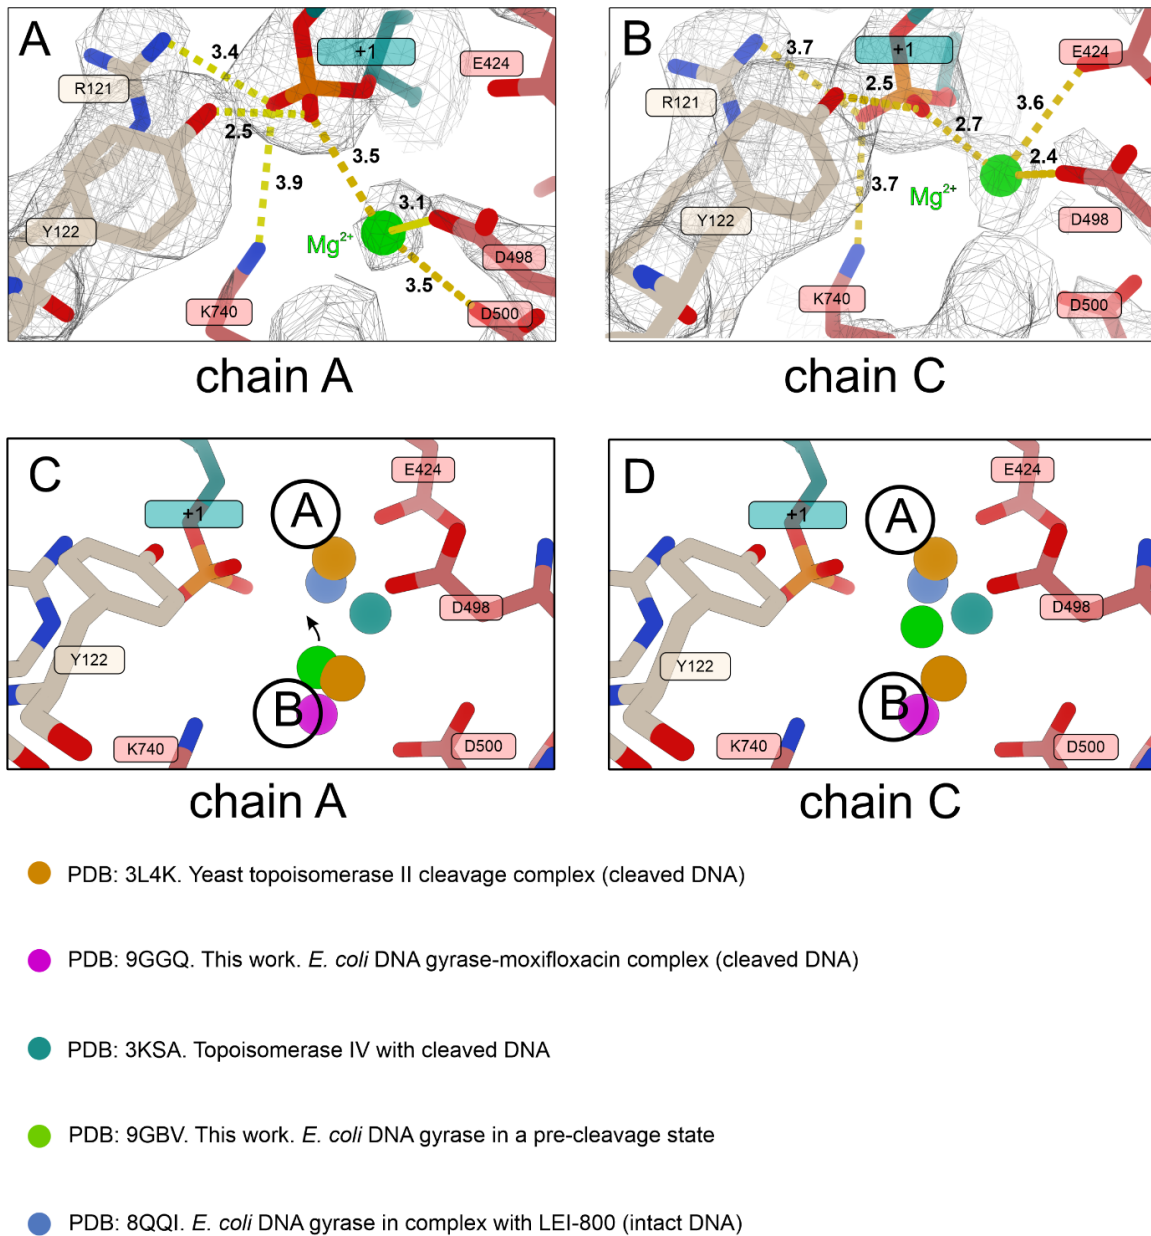 A
3.4
+1
E424
R121
2.5
3.5
3.9
3.1
Mg²⁺
Y122
D498
3.5
K740
D500
chain A
B
3.7
+1
E424
2.5
R121
3.6
2.7
2.4
3.7
Mg²⁺
Y122
D498
K740
D500
chain C
C
E424
A
+1
D498
Y122
B
K740
D500
chain A
D
E424
A
+1
D498
Y122
B
K740
D500
chain C
PDB: 3L4K. Yeast topoisomerase II cleavage complex (cleaved DNA)
PDB: 9GGQ. This work. E. coli DNA gyrase-moxifloxacin complex (cleaved DNA)
PDB: 3KSA. Topoisomerase IV with cleaved DNA
PDB: 9GBV. This work. E. coli DNA gyrase in a pre-cleavage state
PDB: 8QQI. E. coli DNA gyrase in complex with LEI-800 (intact DNA)